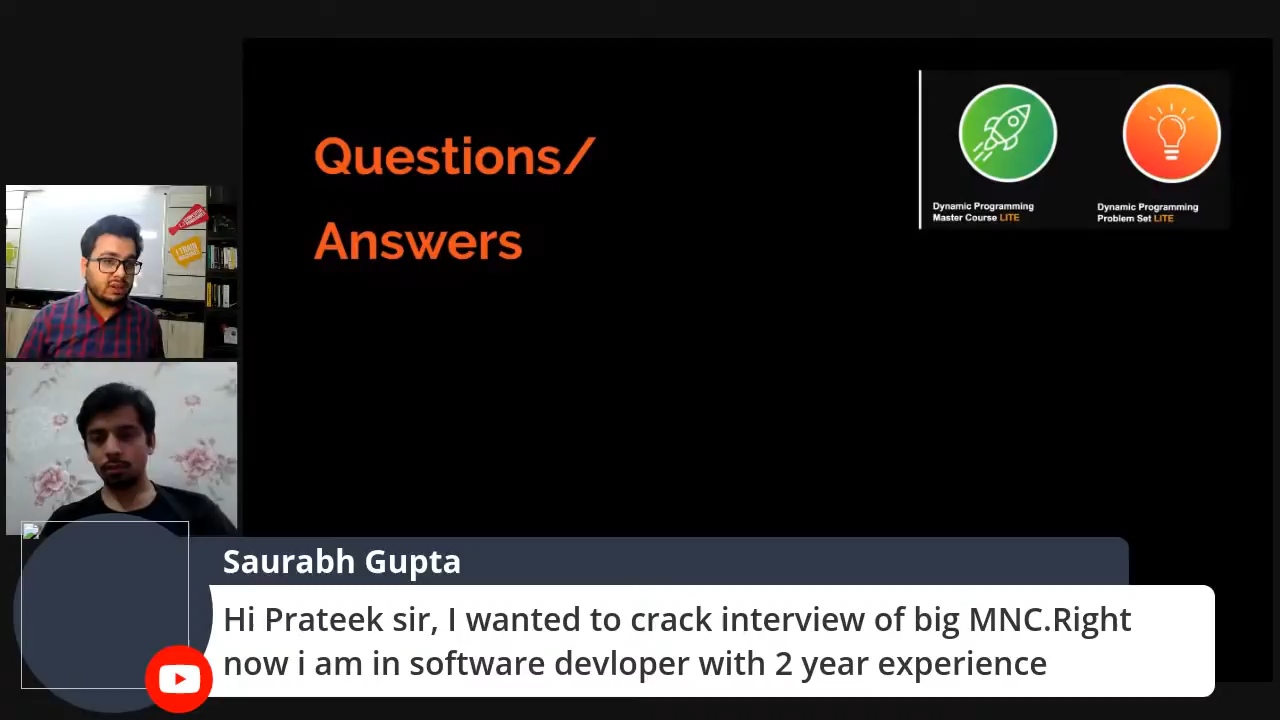 Questions/
Answers
Dynamic Programming
Master Course LITE
Dynamic Programming
Problem Set LITE
Saurabh Gupta
Hi Prateek sir, I wanted to crack interview of big MNC.Right
now i am in software devloper with 2 year experience